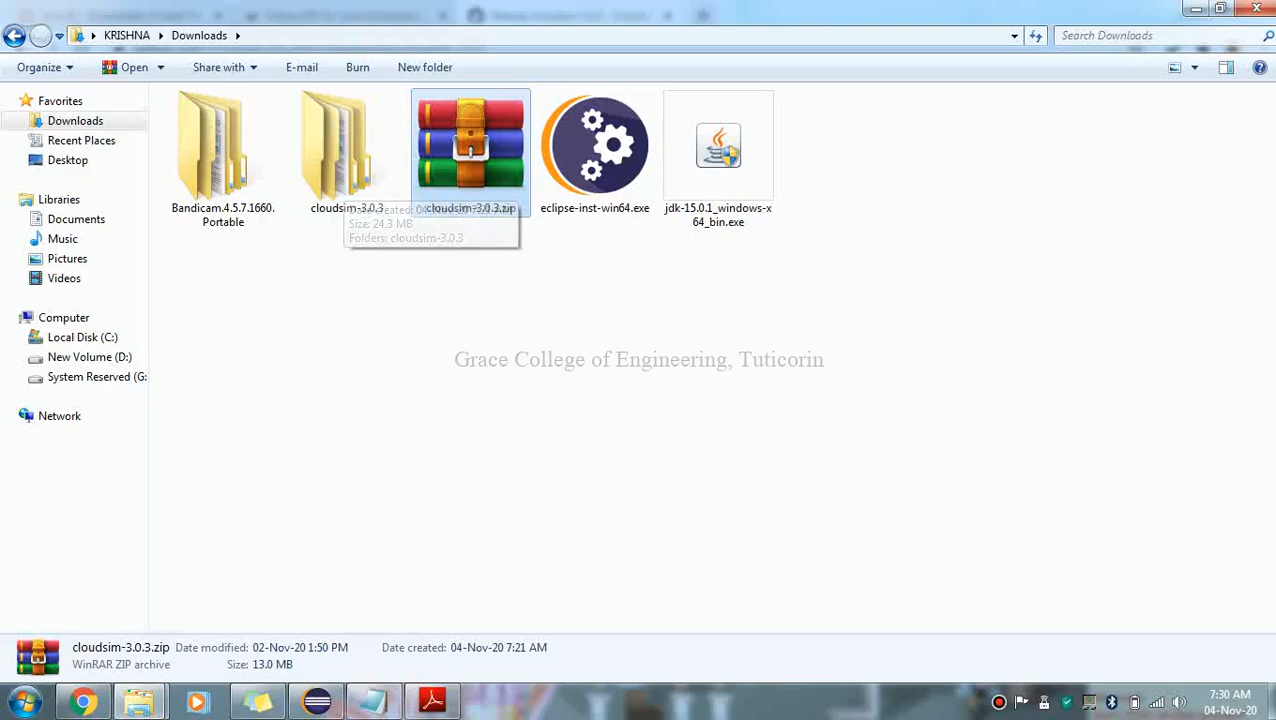 KRISHNA
Downloads
Search Downloads
Organize
Open
Share with
E-mail
Burn
New folder
Favorites
Downloads
Recent Places
Desktop
Libraries
Documents
Music
Pictures
Videos
Computer
Local Disk (C:)
New Volume (D:)
System Reserved (G:
Network
Bandicam.4.5.7.1660.
Portable
cloudsim-3.0.3
cloudsim-3.0.3.zip
eclipse-inst-win64.exe
jdk-15.0.1_windows-x
64_bin.exe
Date created: 04-Nov-20
Size: 24.3 MB
Folders: cloudsim-3.0.3
Grace College of Engineering, Tuticorin
cloudsim-3.0.3.zip Date modified: 02-Nov-20 1:50 PM Date created: 04-Nov-20 7:21 AM
WinRAR ZIP archive Size: 13.0 MB
7:30 AM
04-Nov-20